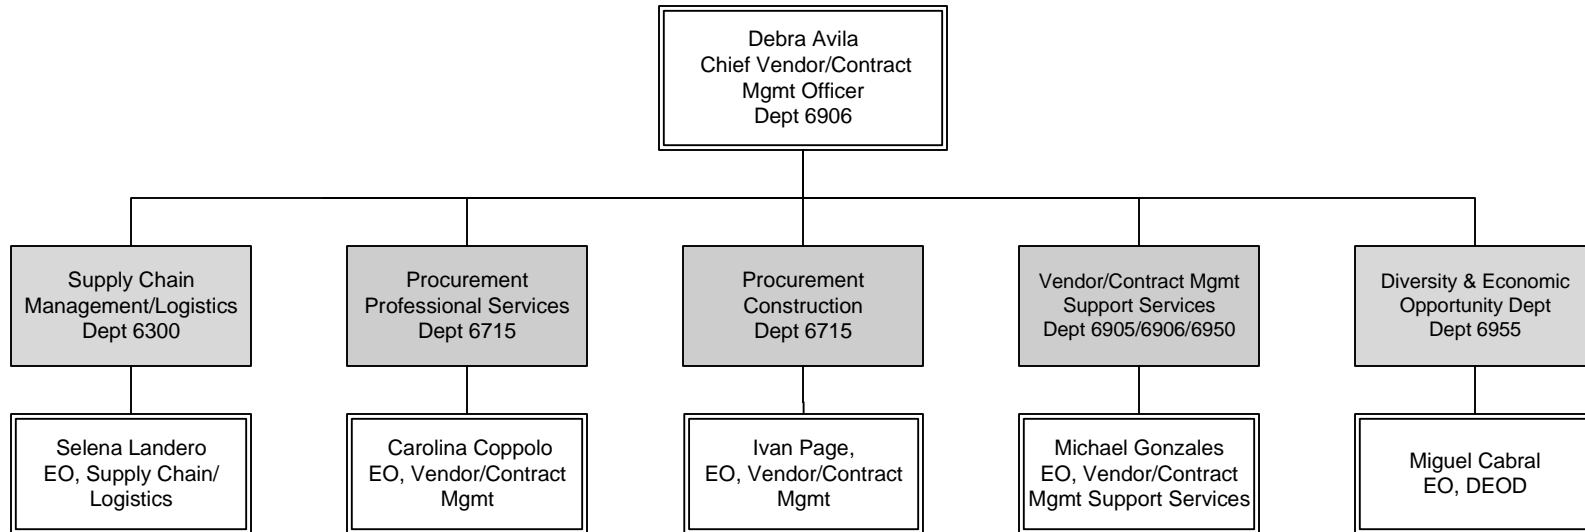 Debra Avila
Chief Vendor/Contract
Mgmt Officer
Dept 6906
Supply Chain
Management/Logistics
Dept 6300
Procurement
Professional Services
Dept 6715
Procurement
Construction
Dept 6715
Vendor/Contract Mgmt
Support Services
Dept 6905/6906/6950
Diversity & Economic
Opportunity Dept
Dept 6955
Selena Landero
EO, Supply Chain/
Logistics
Carolina Coppolo
EO, Vendor/Contract
Mgmt
Ivan Page,
EO, Vendor/Contract
Mgmt
Michael Gonzales
EO, Vendor/Contract
Mgmt Support Services
Miguel Cabral
EO, DEOD